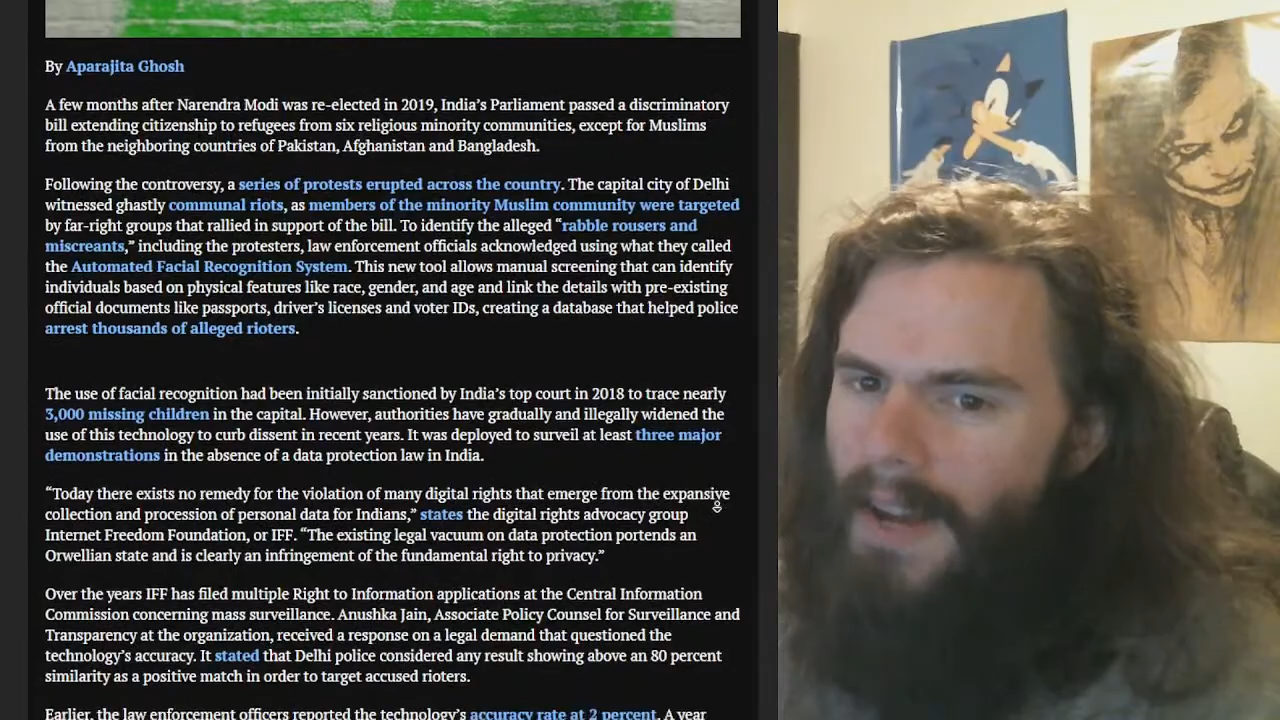 By Aparajita Ghosh
A few months after Narendra Modi was re-elected in 2019, India’s Parliament passed a discriminatory
bill extending citizenship to refugees from six religious minority communities, except for Muslims
from the neighboring countries of Pakistan, Afghanistan and Bangladesh.
Following the controversy, a series of protests erupted across the country. The capital city of Delhi
witnessed ghastly communal riots, as members of the minority Muslim community were targeted
by far-right groups that rallied in support of the bill. To identify the alleged “rabble rousers and
miscreants,” including the protesters, law enforcement officials acknowledged using what they called
the Automated Facial Recognition System. This new tool allows manual screening that can identify
individuals based on physical features like race, gender, and age and link the details with pre-existing
official documents like passports, driver’s licenses and voter IDs, creating a database that helped police
arrest thousands of alleged rioters.
The use of facial recognition had been initially sanctioned by India’s top court in 2018 to trace nearly
3,000 missing children in the capital. However, authorities have gradually and illegally widened the
use of this technology to curb dissent in recent years. It was deployed to surveil at least three major
demonstrations in the absence of a data protection law in India.
“Today there exists no remedy for the violation of many digital rights that emerge from the expansive
collection and procession of personal data for Indians,” states the digital rights advocacy group
Internet Freedom Foundation, or IFF. “The existing legal vacuum on data protection portends an
Orwellian state and is clearly an infringement of the fundamental right to privacy.”
Over the years IFF has filed multiple Right to Information applications at the Central Information
Commission concerning mass surveillance. Anushka Jain, Associate Policy Counsel for Surveillance and
Transparency at the organization, received a response on a legal demand that questioned the
technology’s accuracy. It stated that Delhi police considered any result showing above an 80 percent
similarity as a positive match in order to target accused rioters.
Earlier, the law enforcement officers reported the technology’s accuracy rate at 2 percent. A year